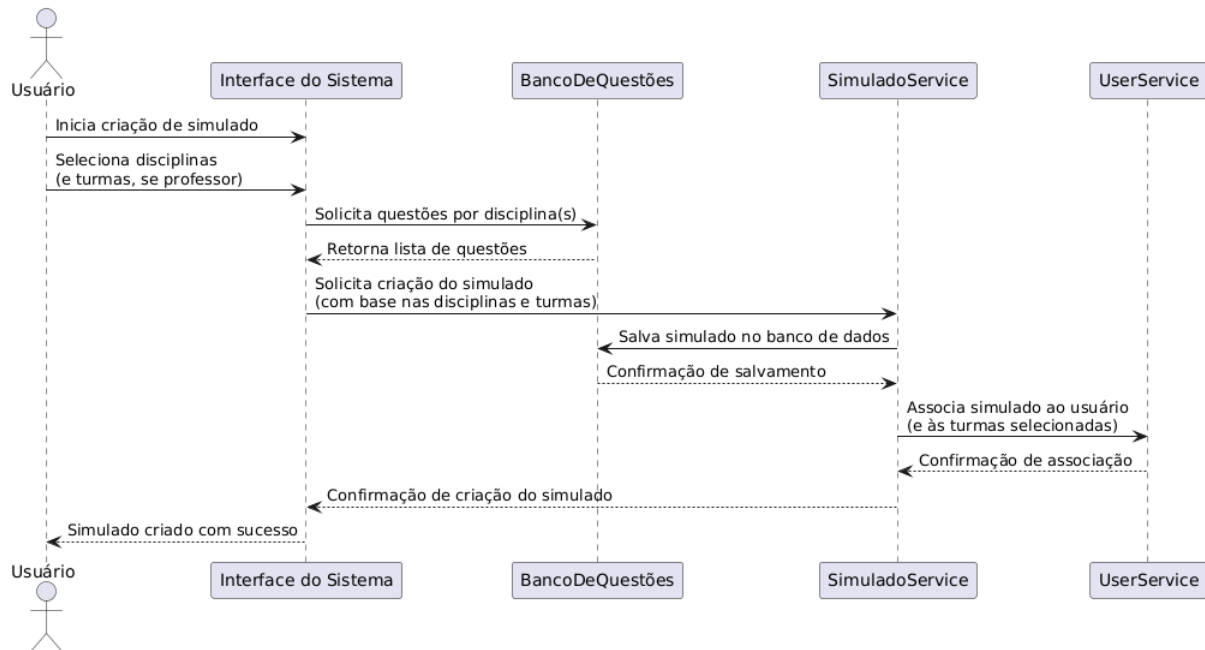 Usuário
Interface do Sistema
BancoDeQuestões
SimuladoService
UserService
Inicia criação de simulado
Seleciona disciplinas
(e turmas, se professor)
Solicita questões por disciplina(s)
Retorna lista de questões
Solicita criação do simulado
(com base nas disciplinas e turmas)
Salva simulado no banco de dados
Confirmação de salvamento
Associa simulado ao usuário
(e às turmas selecionadas)
Confirmação de associação
Confirmação de criação do simulado
Simulado criado com sucesso
Usuário
Interface do Sistema
BancoDeQuestões
SimuladoService
UserService